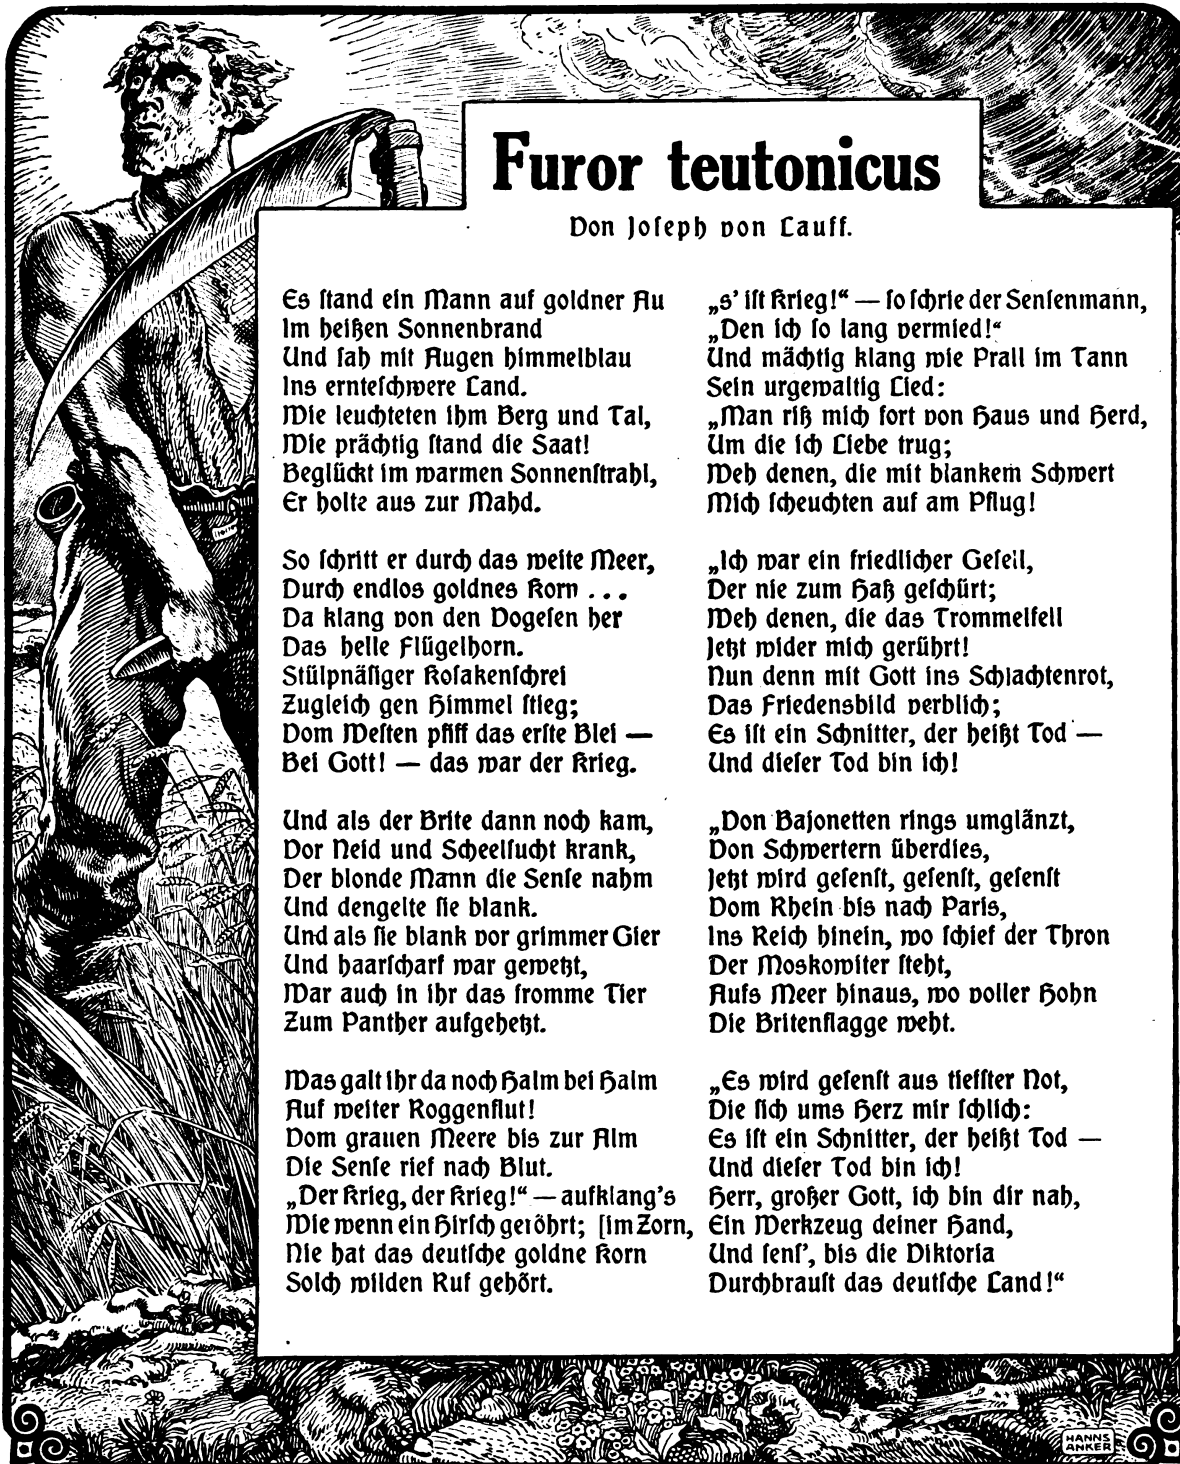 Furor teutonicus
Von Joseph von Lauff.
Es stand ein Mann auf goldner Au
Im heißen Sonnenbrand
Und sah mit Augen himmelblau
Ins ernteschwere Land.
Wie leuchteten ihm Berg und Tal,
Wie prächtig stand die Saat!
Beglückt im warmen Sonnenstrahl,
Er holte aus zur Mahd.
So schritt er durch das weite Meer,
Durch endlos goldnes Korn ...
Da klang von den Vogesen her
Das helle Flügelhorn.
Stülpnäsiger Kosakenschrei
Zugleich gen Himmel stieg;
Vom Westen pfiff das erste Blei —
Bei Gott! — das war der Krieg.
Und als der Brite dann noch kam,
Vor Neid und Scheelsucht krank,
Der blonde Mann die Sense nahm
Und dengelte sie blank.
Und als sie blank vor grimmer Gier
Und haarscharf war gewetzt,
War auch in ihr das fromme Tier
Zum Panther aufgehetzt.
Was galt ihr da noch Halm bei Halm
Auf weiter Roggenflut!
Vom grauen Meere bis zur Alm
Die Sense rief nach Blut.
„Der Krieg, der Krieg!“ — aufklang's
Wie wenn ein Hirsch geröhrt; [im Zorn,
Nie hat das deutsche goldne Korn
Solch wilden Ruf gehört.
„s' ist Krieg!“ — so schrie der Sensenmann,
„Den ich so lang vermied!“
Und mächtig klang wie Prall im Tann
Sein urgewaltig Lied:
„Man riß mich fort von Haus und Herd,
Um die ich Liebe trug;
Weh denen, die mit blankem Schwert
Mich scheuchten auf am Pflug!
„Ich war ein friedlicher Gesell,
Der nie zum Haß geschürt;
Weh denen, die das Trommelfell
Jetzt wider mich gerührt!
Nun denn mit Gott ins Schlachtenrot,
Das Friedensbild verblich;
Es ist ein Schnitter, der heißt Tod —
Und dieser Tod bin ich!
„Von Bajonetten rings umglänzt,
Von Schwertern überdies,
Jetzt wird gesenst, gesenst, gesenst
Vom Rhein bis nach Paris,
Ins Reich hinein, wo schief der Thron
Der Moskowiter steht,
Aufs Meer hinaus, wo voller Hohn
Die Britenflagge weht.
„Es wird gesenst aus tiefster Not,
Die sich ums Herz mir schlich:
Es ist ein Schnitter, der heißt Tod —
Und dieser Tod bin ich!
Herr, großer Gott, ich bin dir nah,
Ein Werkzeug deiner Hand,
Und sens', bis die Viktoria
Durchbraust das deutsche Land!“
HANNS
ANKER